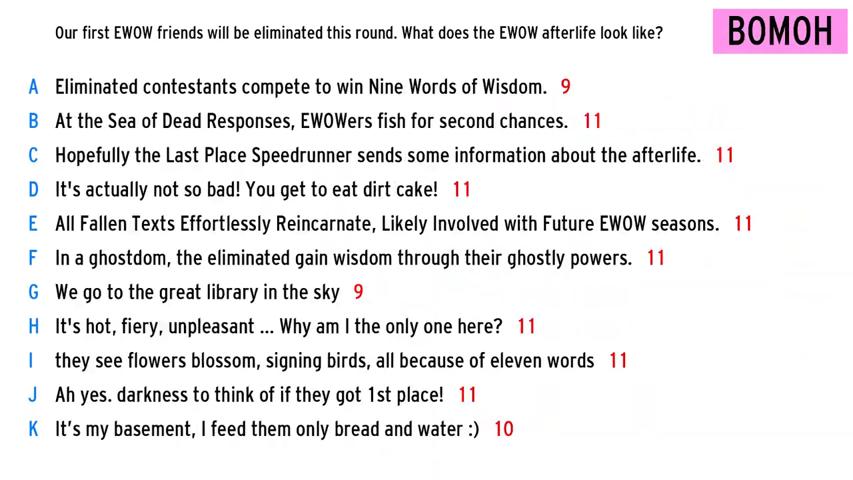 Our first EWOW friends will be eliminated this round. What does the EWOW afterlife look like?
BOMOH
A Eliminated contestants compete to win Nine Words of Wisdom. 9
B At the Sea of Dead Responses, EWOWers fish for second chances. 11
C Hopefully the Last Place Speedrunner sends some information about the afterlife. 11
D It's actually not so bad! You get to eat dirt cake! 11
E All Fallen Texts Effortlessly Reincarnate, Likely Involved with Future EWOW seasons. 11
F In a ghostdom, the eliminated gain wisdom through their ghostly powers. 11
G We go to the great library in the sky 9
H It's hot, fiery, unpleasant ... Why am I the only one here? 11
I they see flowers blossom, signing birds, all because of eleven words 11
J Ah yes. darkness to think of if they got 1st place! 11
K It’s my basement, I feed them only bread and water :) 10